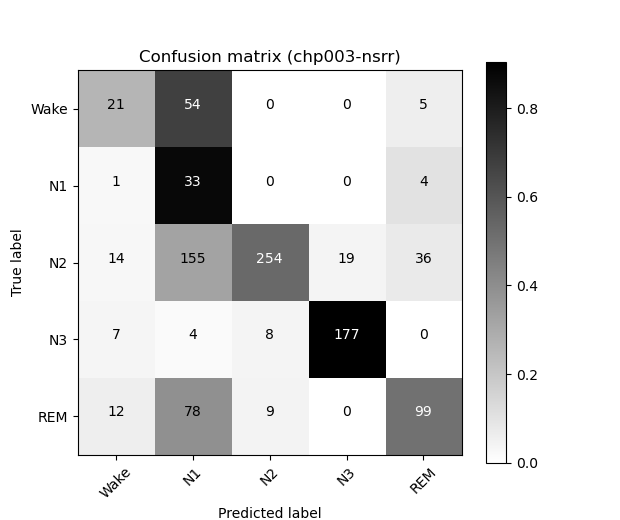 Confusion matrix (chp003-nsrr)
Wake 21 54 0 0 5
N1 1 33 0 0 4
N2 14 155 254 19 36
N3 7 4 8 177 0
REM 12 78 9 0 99
Wake N1 N2 N3 REM
True label
Predicted label
0.8
0.6
0.4
0.2
0.0